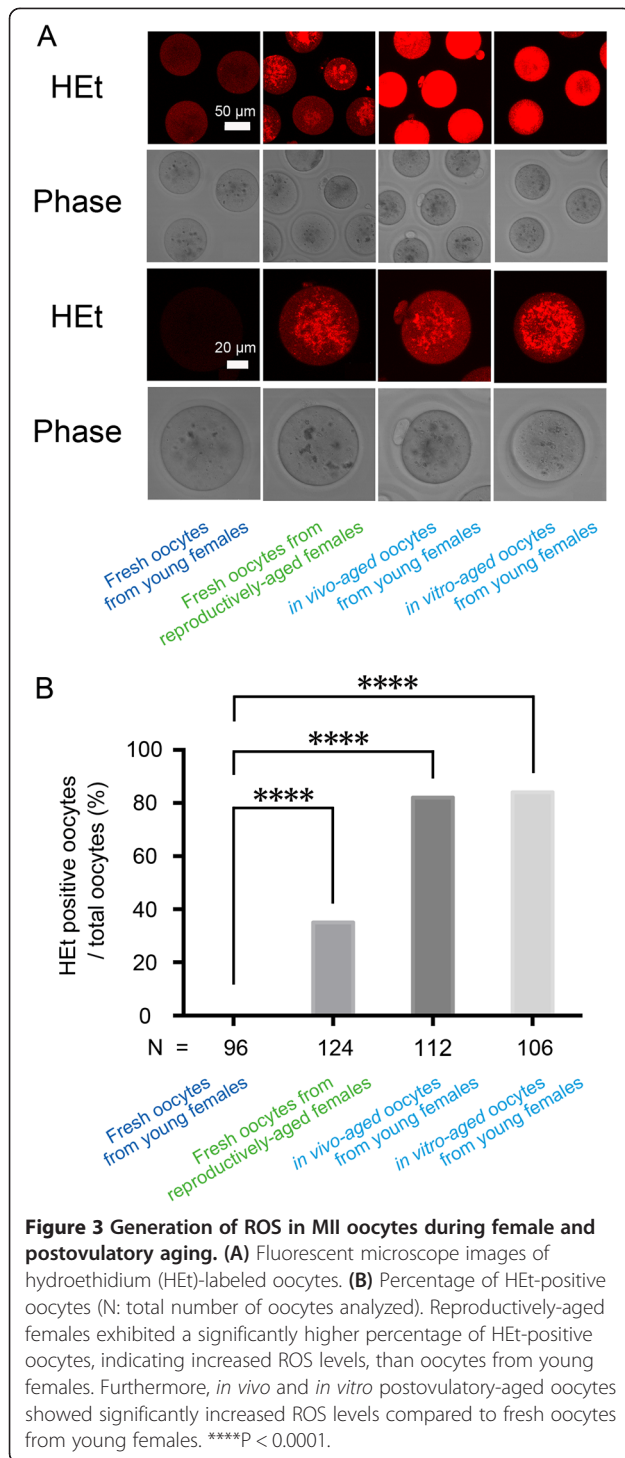 A
HEt
50 µm
Phase
HEt
20 µm
Phase
Fresh oocytes
from young females
Fresh oocytes from
reproductively-aged females
in vivo-aged oocytes
from young females
in vitro-aged oocytes
from young females
B
****
****
****
HEt positive oocytes
/ total oocytes (%)
100
80
60
40
20
0
N = 96 124 112 106
Fresh oocytes
from young females
Fresh oocytes from
reproductively-aged females
in vivo-aged oocytes
from young females
in vitro-aged oocytes
from young females
Figure 3 Generation of ROS in MII oocytes during female and
postovulatory aging. (A) Fluorescent microscope images of
hydroethidium (HEt)-labeled oocytes. (B) Percentage of HEt-positive
oocytes (N: total number of oocytes analyzed). Reproductively-aged
females exhibited a significantly higher percentage of HEt-positive
oocytes, indicating increased ROS levels, than oocytes from young
females. Furthermore, in vivo and in vitro postovulatory-aged oocytes
showed significantly increased ROS levels compared to fresh oocytes
from young females. ****P < 0.0001.